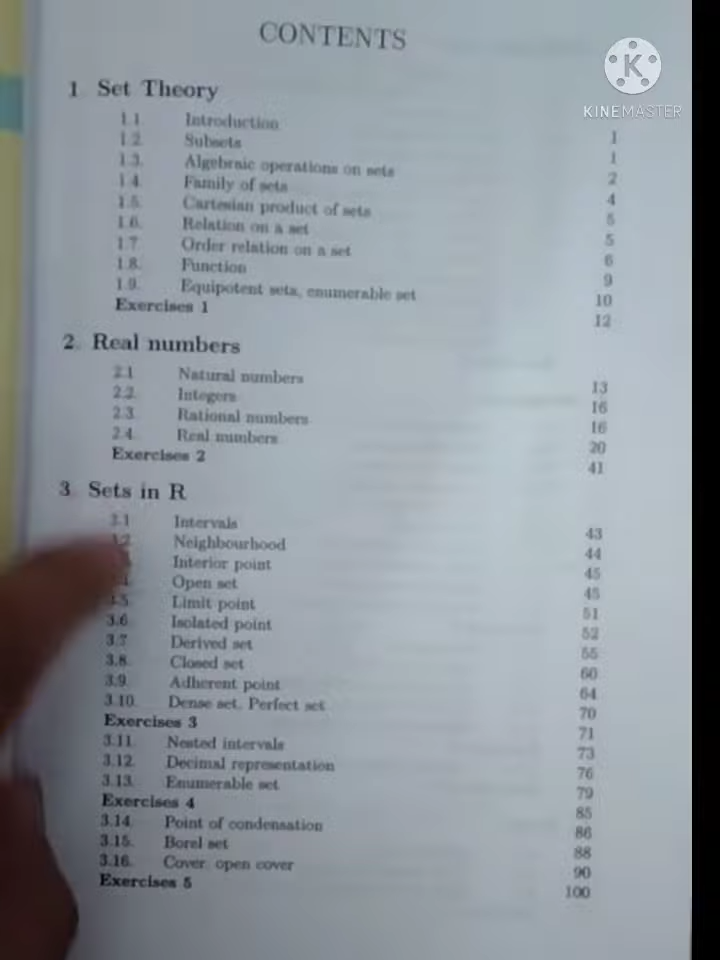 CONTENTS
KINEMASTER
1 Set Theory
1.1 Introduction 1
1.2. Subsets 1
1.3. Algebraic operations on sets 2
1.4. Family of sets 4
1.5. Cartesian product of sets 5
1.6. Relation on a set 5
1.7 Order relation on a set 6
1.8. Function 9
1.9. Equipotent sets, enumerable set 10
Exercises 1 12
2. Real numbers
2.1 Natural numbers 13
2.2. Integers 16
2.3. Rational numbers 16
2.4. Real numbers 20
Exercises 2 41
3. Sets in R
3.1 Intervals 43
Neighbourhood 44
Interior point 45
Open set 45
Limit point 51
3.6 Isolated point 52
3.7 Derived set 55
3.8. Closed set 60
3.9. Adherent point 64
3.10. Dense set, Perfect set 70
Exercises 3 71
3.11. Nested intervals 73
3.12. Decimal representation 76
3.13. Enumerable set 79
Exercises 4 85
3.14. Point of condensation 86
3.15. Borel set 88
3.16. Cover, open cover 90
Exercises 5 100